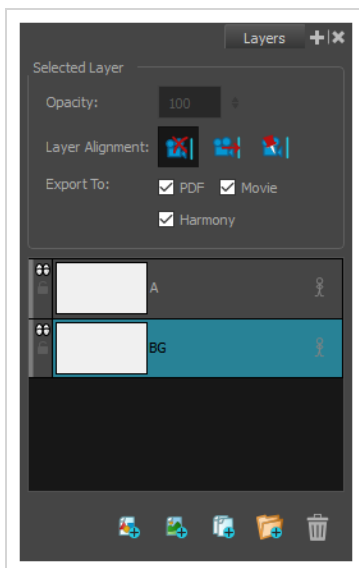 Layers
Selected Layer
Opacity: 100
Layer Alignment:
Export To: PDF Movie
Harmony
A
BG